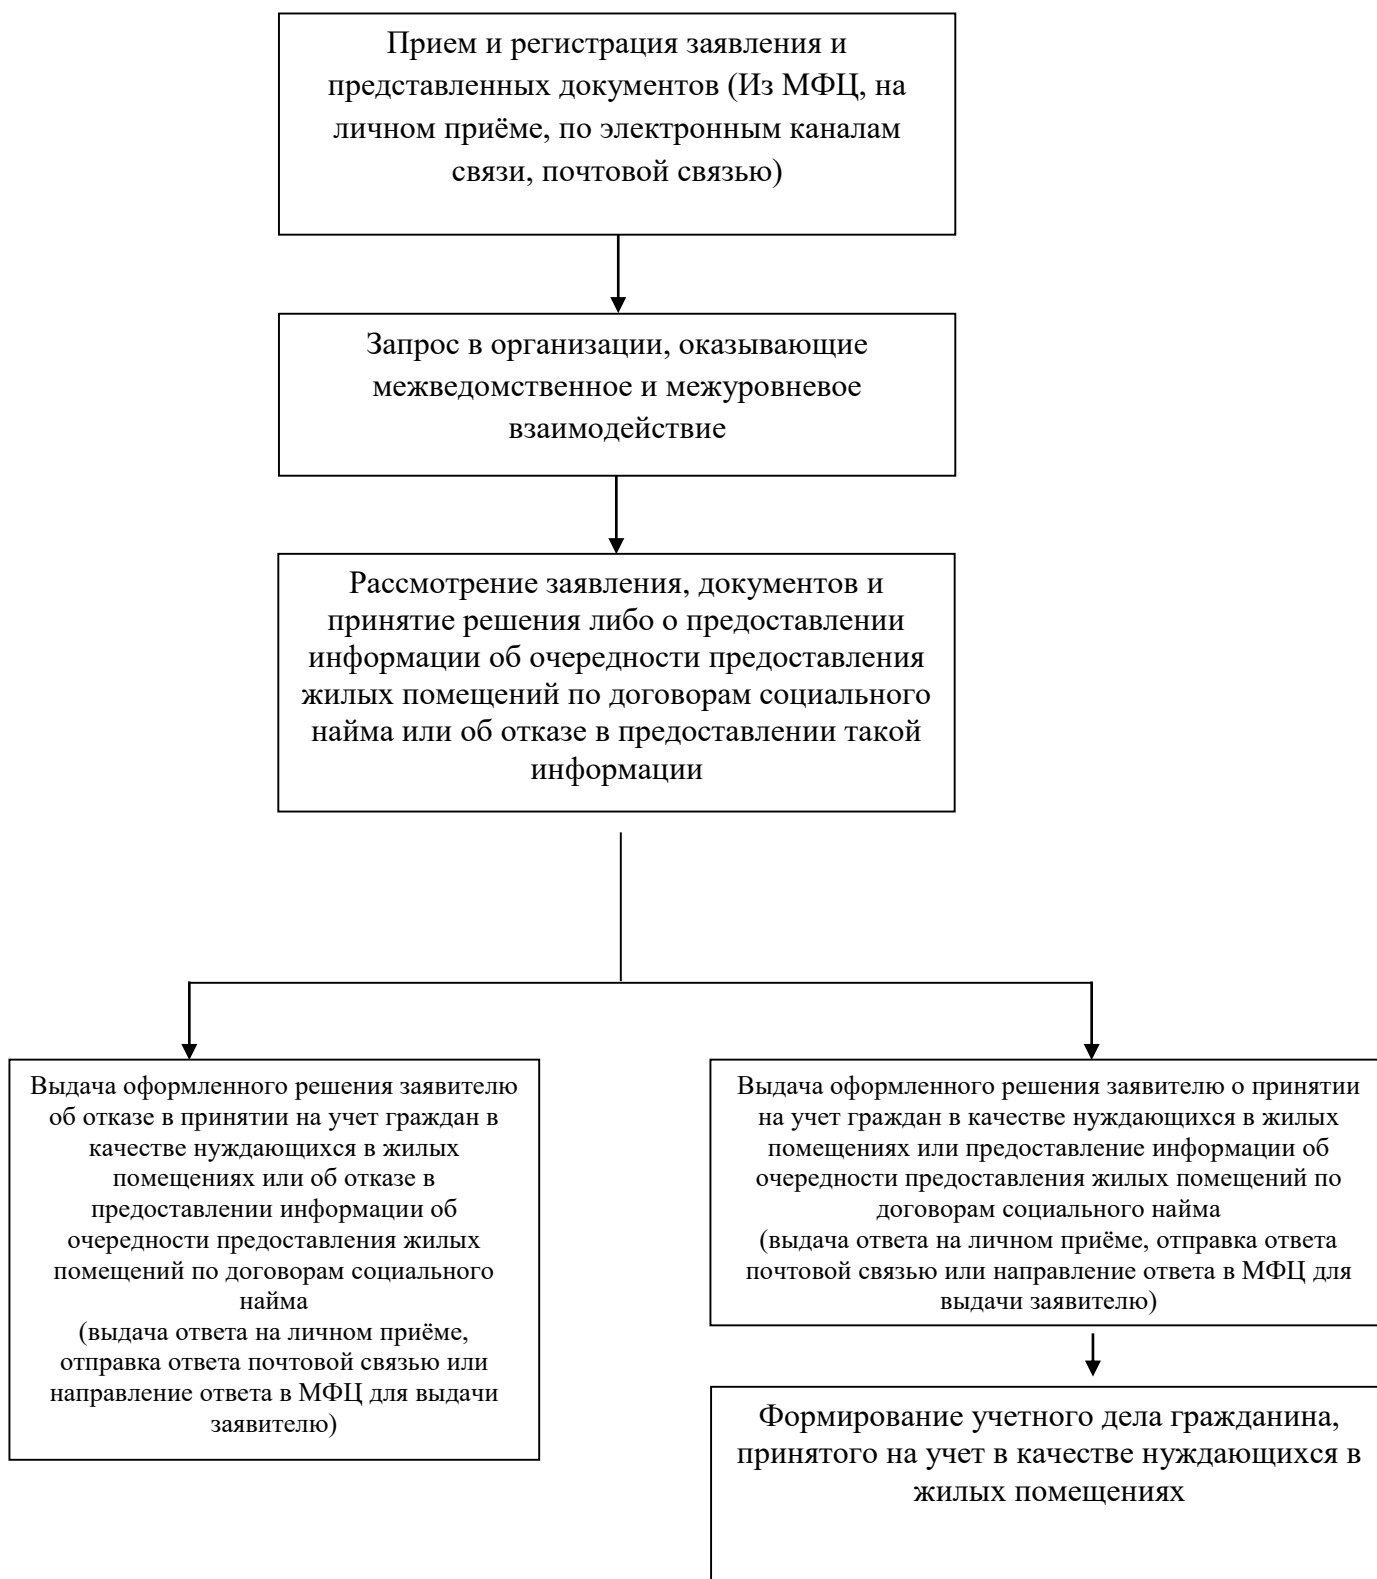 Прием и регистрация заявления и
представленных документов (Из МФЦ, на
личном приёме, по электронным каналам
связи, почтовой связью)
Запрос в организации, оказывающие
межведомственное и межуровневое
взаимодействие
Рассмотрение заявления, документов и
принятие решения либо о предоставлении
информации об очередности предоставления
жилых помещений по договорам социального
найма или об отказе в предоставлении такой
информации
Выдача оформленного решения заявителю
об отказе в принятии на учет граждан в
качестве нуждающихся в жилых
помещениях или об отказе в
предоставлении информации об
очередности предоставления жилых
помещений по договорам социального
найма
(выдача ответа на личном приёме,
отправка ответа почтовой связью или
направление ответа в МФЦ для выдачи
заявителю)
Выдача оформленного решения заявителю о принятии
на учет граждан в качестве нуждающихся в жилых
помещениях или предоставление информации об
очередности предоставления жилых помещений по
договорам социального найма
(выдача ответа на личном приёме, отправка ответа
почтовой связью или направление ответа в МФЦ для
выдачи заявителю)
Формирование учетного дела гражданина,
принятого на учет в качестве нуждающихся в
жилых помещениях